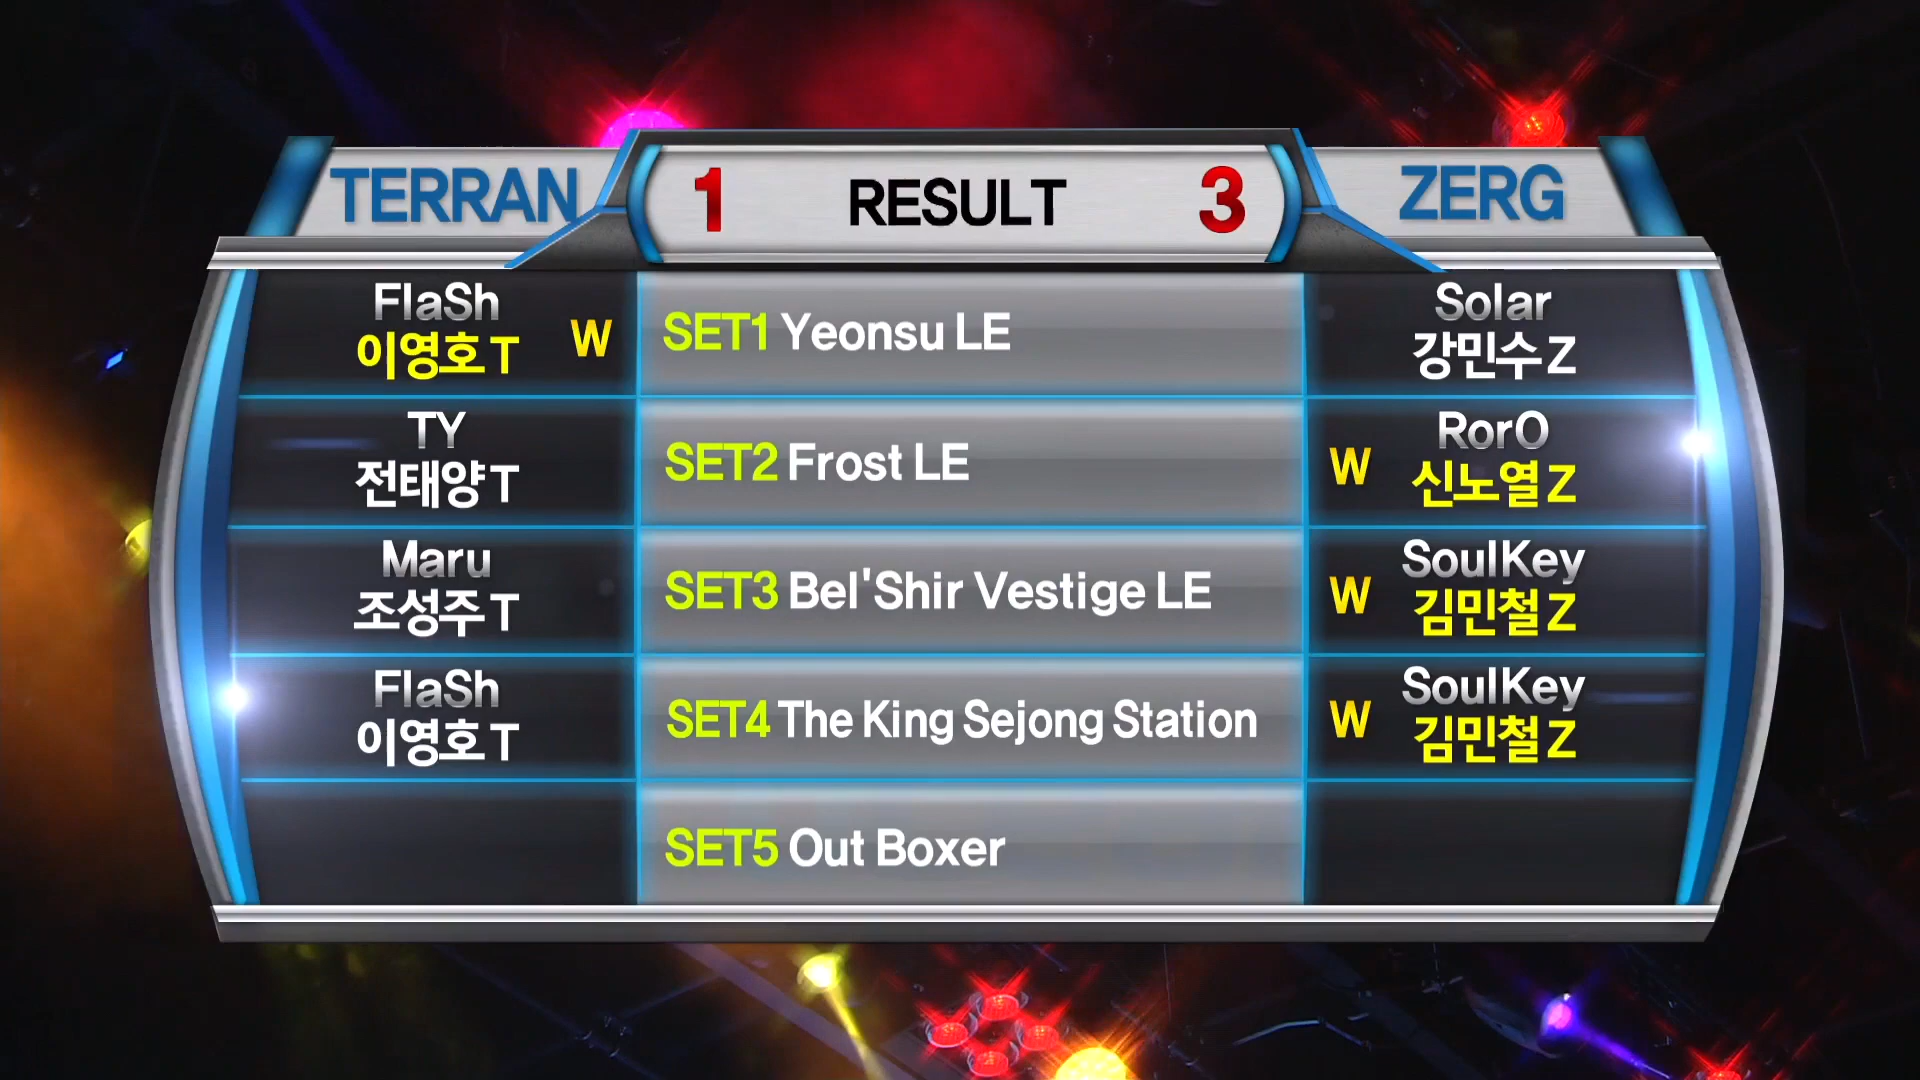 TERRAN 1 RESULT 3 ZERG
FlaSh
이영호 T W SET1 Yeonsu LE
Solar
강민수 Z
TY
전태양 T SET2 Frost LE W
RorO
신노열 Z
Maru
조성주 T SET3 Bel'Shir Vestige LE W
SoulKey
김민철 Z
FlaSh
이영호 T SET4 The King Sejong Station W
SoulKey
김민철 Z
SET5 Out Boxer